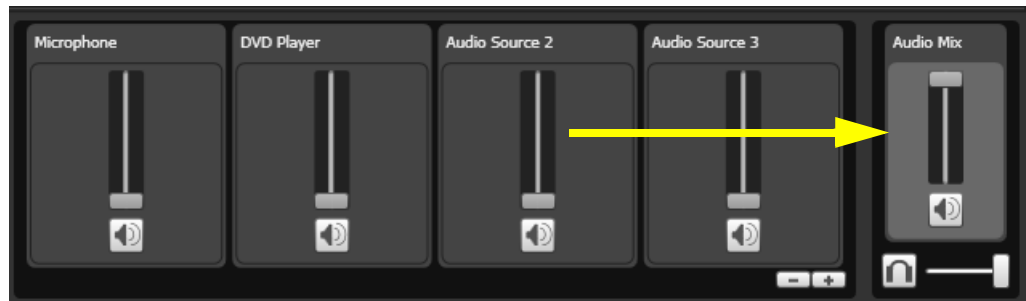 Microphone
DVD Player
Audio Source 2
Audio Source 3
Audio Mix
- +